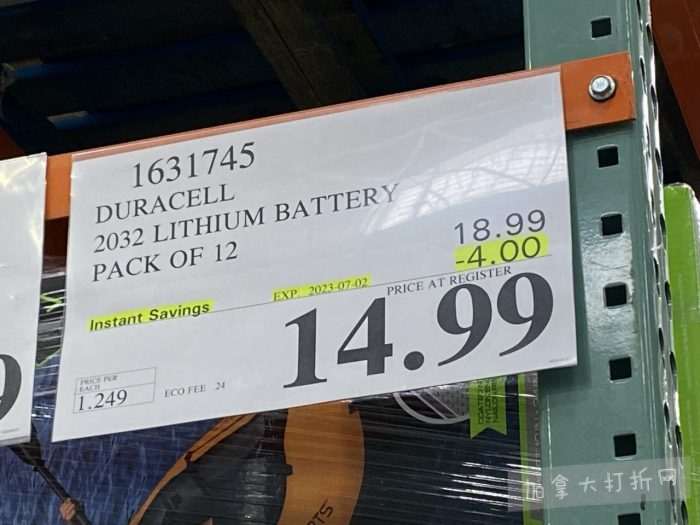 1631745
DURACELL
2032 LITHIUM BATTERY
PACK OF 12
18.99
-4.00
Instant Savings
EXP. 2023-07-02
PRICE AT REGISTER
14.99
PRICE PER
EACH
1.249
ECO FEE .24
9
加拿大打折网